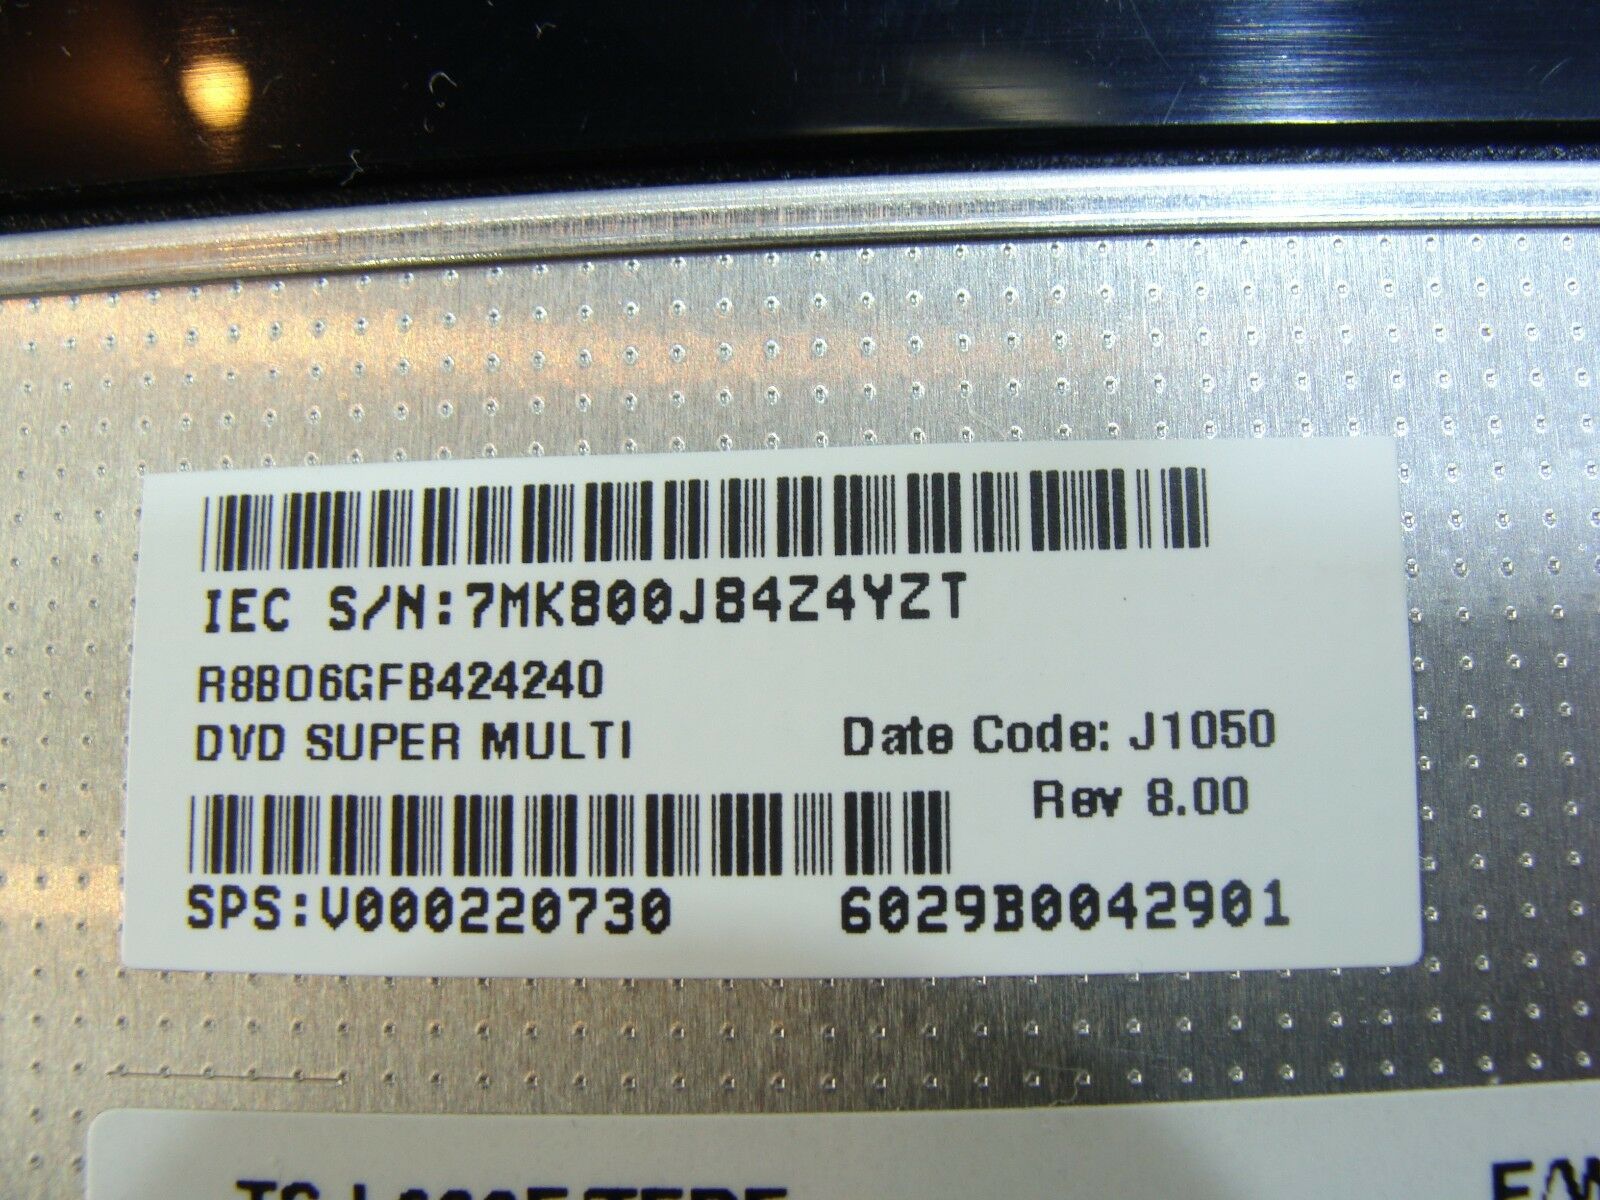 IEC S/N:7MK800J84Z4YZT
R8B06GFB424240
DVD SUPER MULTI
Date Code: J1050
Rev 8.00
SPS:V000220730 6029B0042901